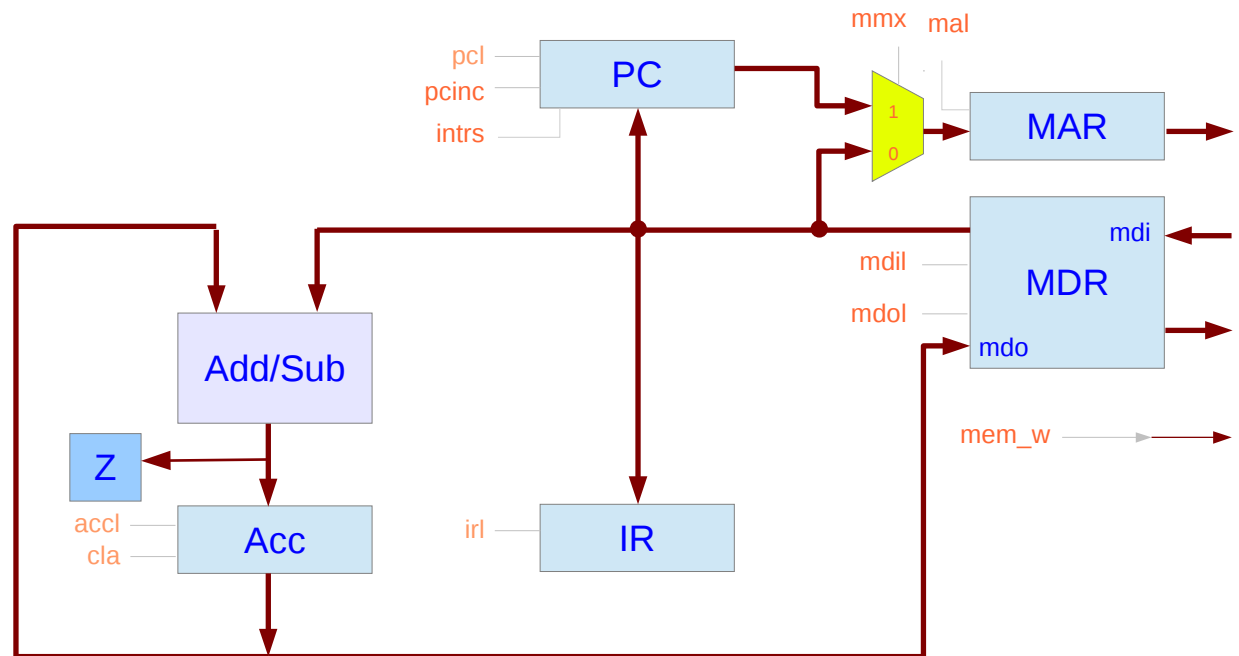 mmx
mal
pcl
PC
pcinc
1
intrs
MAR
0
mdi
mdil
MDR
mdol
mdo
Add/Sub
mem_w
Z
accl
Acc
cla
irl
IR